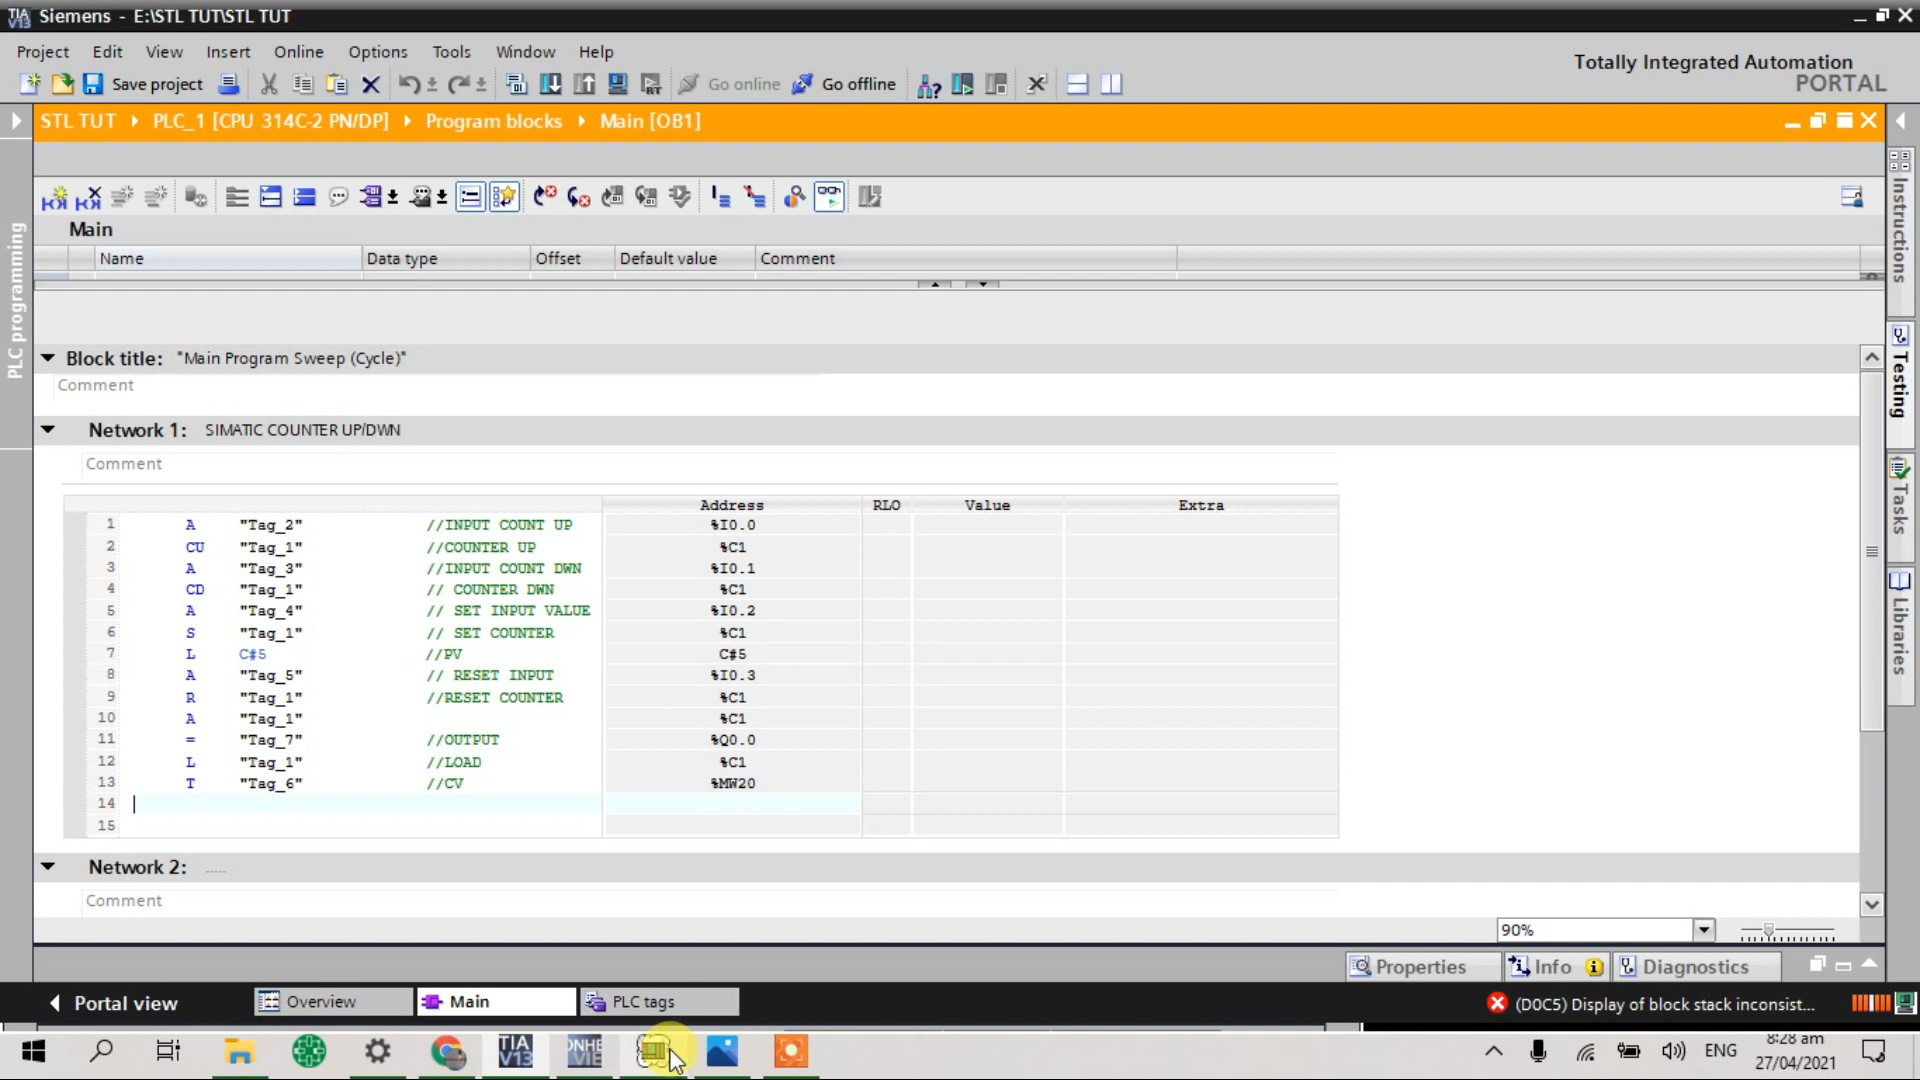 TIA V13 Siemens - E:\STL TUT\STL TUT
Project Edit View Insert Online Options Tools Window Help
Totally Integrated Automation
PORTAL
Save project Go online Go offline
STL TUT PLC_1 [CPU 314C-2 PN/DP] Program blocks Main [OB1]
Main
Name Data type Offset Default value Comment
Block title: "Main Program Sweep (Cycle)"
Comment
Network 1: SIMATIC COUNTER UP/DWN
Comment
Address RLO Value Extra
1 A "Tag_2" //INPUT COUNT UP %I0.0
2 CU "Tag_1" //COUNTER UP %C1
3 A "Tag_3" //INPUT COUNT DWN %I0.1
4 CD "Tag_1" // COUNTER DWN %C1
5 A "Tag_4" // SET INPUT VALUE %I0.2
6 S "Tag_1" // SET COUNTER %C1
7 L C#5 //PV C#5
8 A "Tag_5" // RESET INPUT %I0.3
9 R "Tag_1" //RESET COUNTER %C1
10 A "Tag_1" %C1
11 = "Tag_7" //OUTPUT %Q0.0
12 L "Tag_1" //LOAD %C1
13 T "Tag_6" //CV %MW20
14
15
Network 2: .....
Comment
90%
Properties Info Diagnostics
Portal view Overview Main PLC tags (D0C5) Display of block stack inconsist...
PLC programming
Instructions
Testing
Tasks
Libraries
TIA V13
ENG
8:28 am
27/04/2021